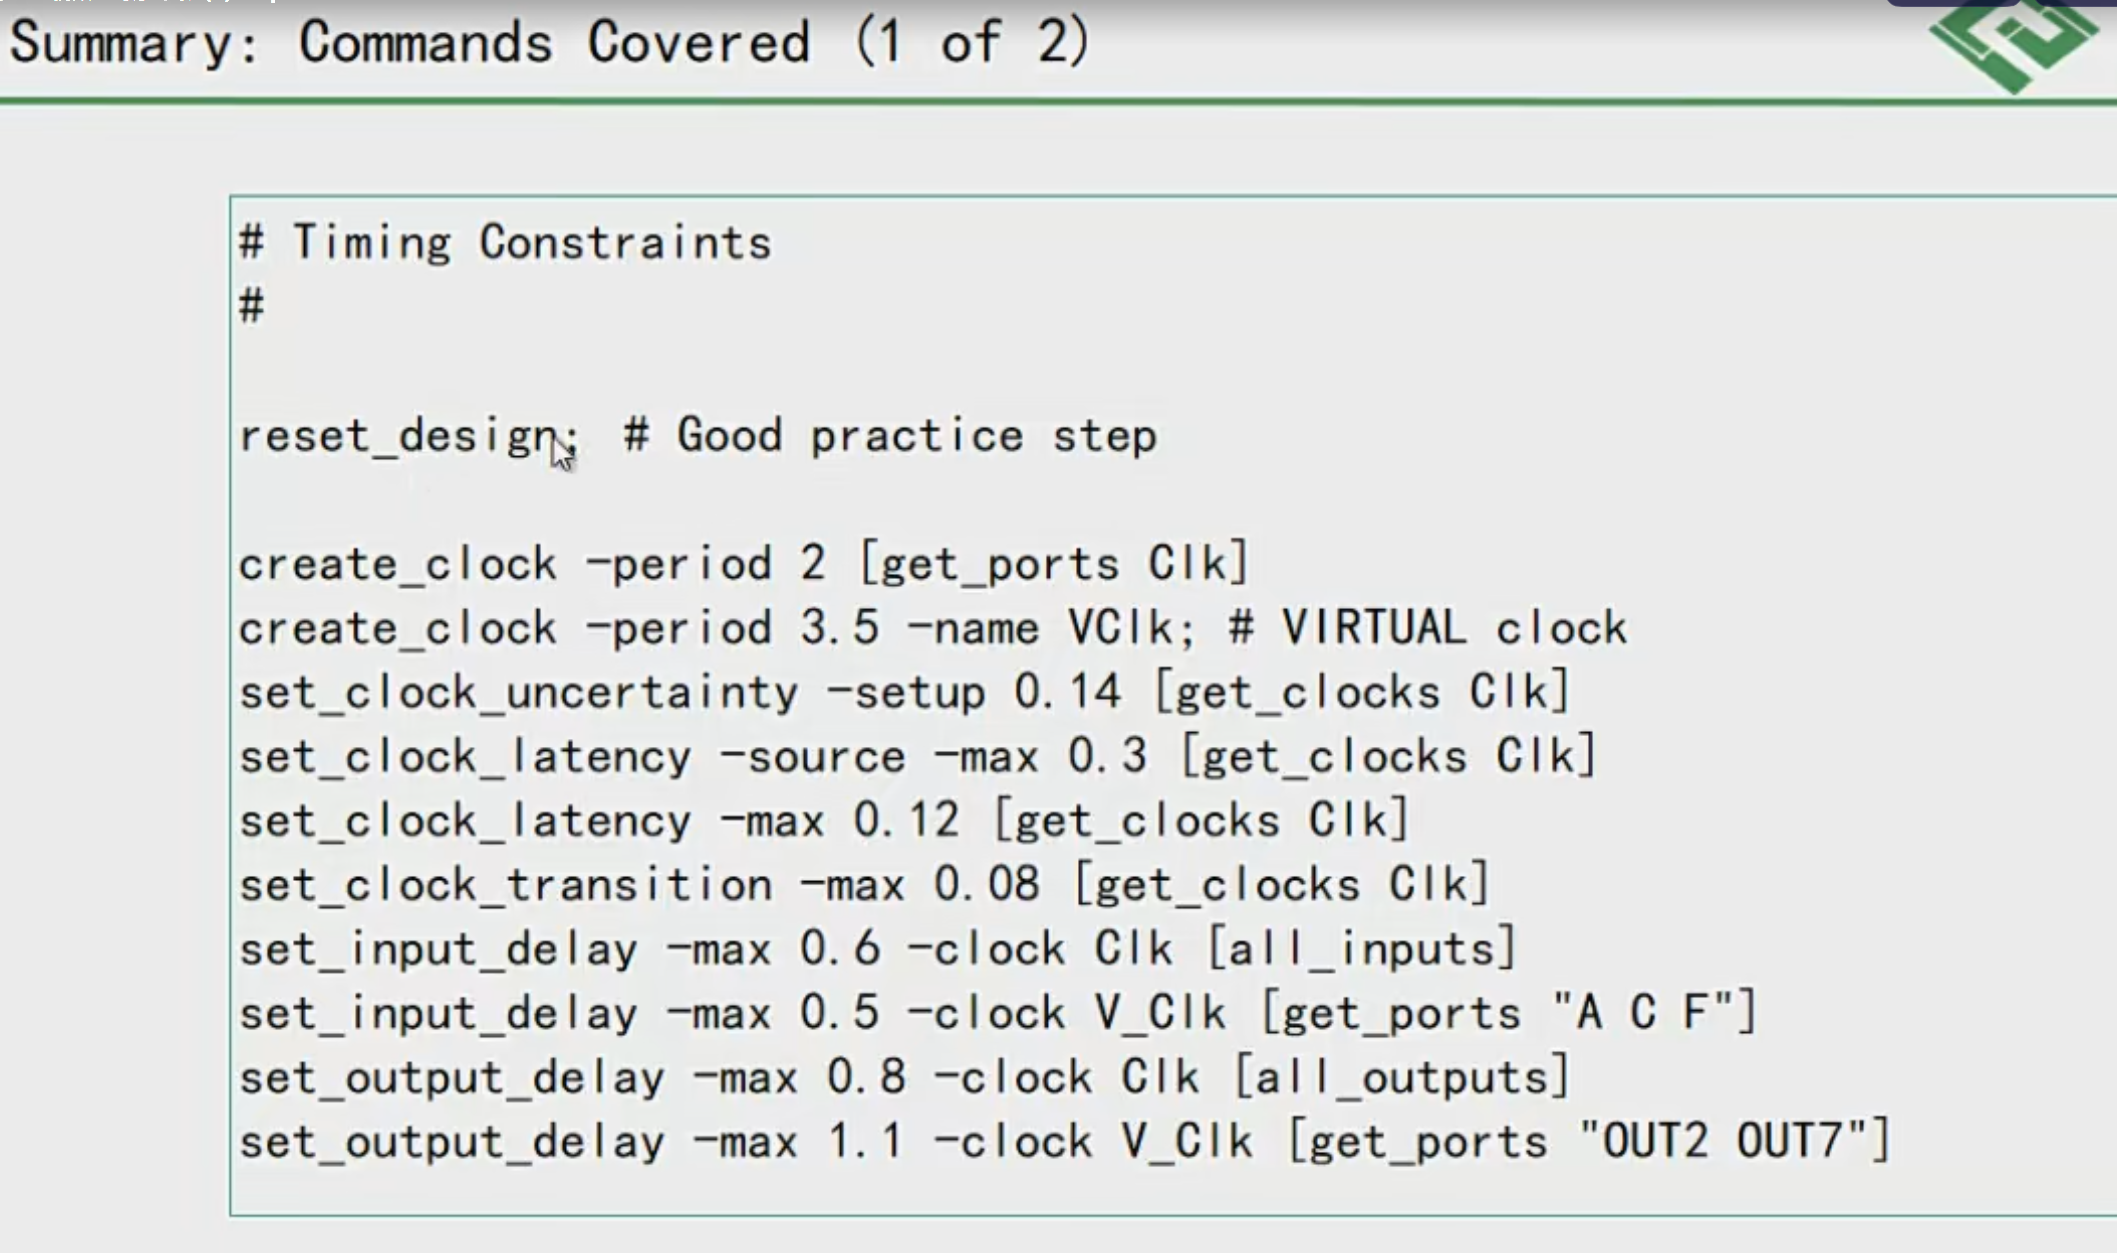 Summary: Commands Covered (1 of 2)
# Timing Constraints
#
reset_design; # Good practice step
create_clock -period 2 [get_ports Clk]
create_clock -period 3.5 -name VClk; # VIRTUAL clock
set_clock_uncertainty -setup 0.14 [get_clocks Clk]
set_clock_latency -source -max 0.3 [get_clocks Clk]
set_clock_latency -max 0.12 [get_clocks Clk]
set_clock_transition -max 0.08 [get_clocks Clk]
set_input_delay -max 0.6 -clock Clk [all_inputs]
set_input_delay -max 0.5 -clock V_Clk [get_ports "A C F"]
set_output_delay -max 0.8 -clock Clk [all_outputs]
set_output_delay -max 1.1 -clock V_Clk [get_ports "OUT2 OUT7"]